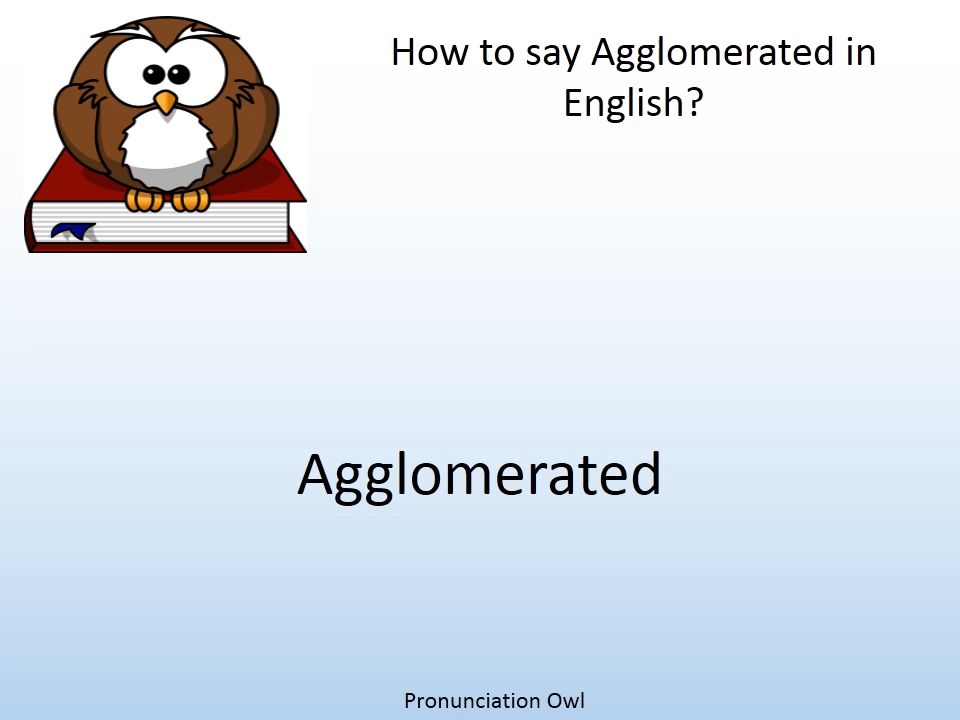 How to say Agglomerated in
English?
Agglomerated
Pronunciation Owl